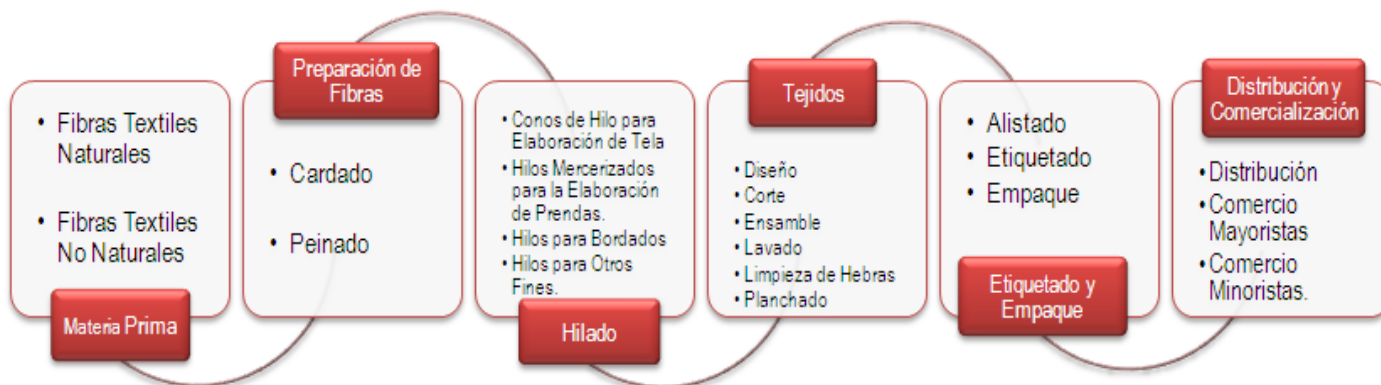 • Fibras Textiles
Naturales
• Fibras Textiles
No Naturales
Materia Prima
Preparación de
Fibras
• Cardado
• Peinado
• Conos de Hilo para
Elaboración de Tela
• Hilos Mercerizados
para la Elaboración
de Prendas.
• Hilos para Bordados
• Hilos para Otros
Fines.
Hilado
Tejidos
• Diseño
• Corte
• Ensamble
• Lavado
• Limpieza de Hebras
• Planchado
• Alistado
• Etiquetado
• Empaque
Etiquetado y
Empaque
Distribución y
Comercialización
• Distribución
• Comercio
Mayoristas
• Comercio
Minoristas.